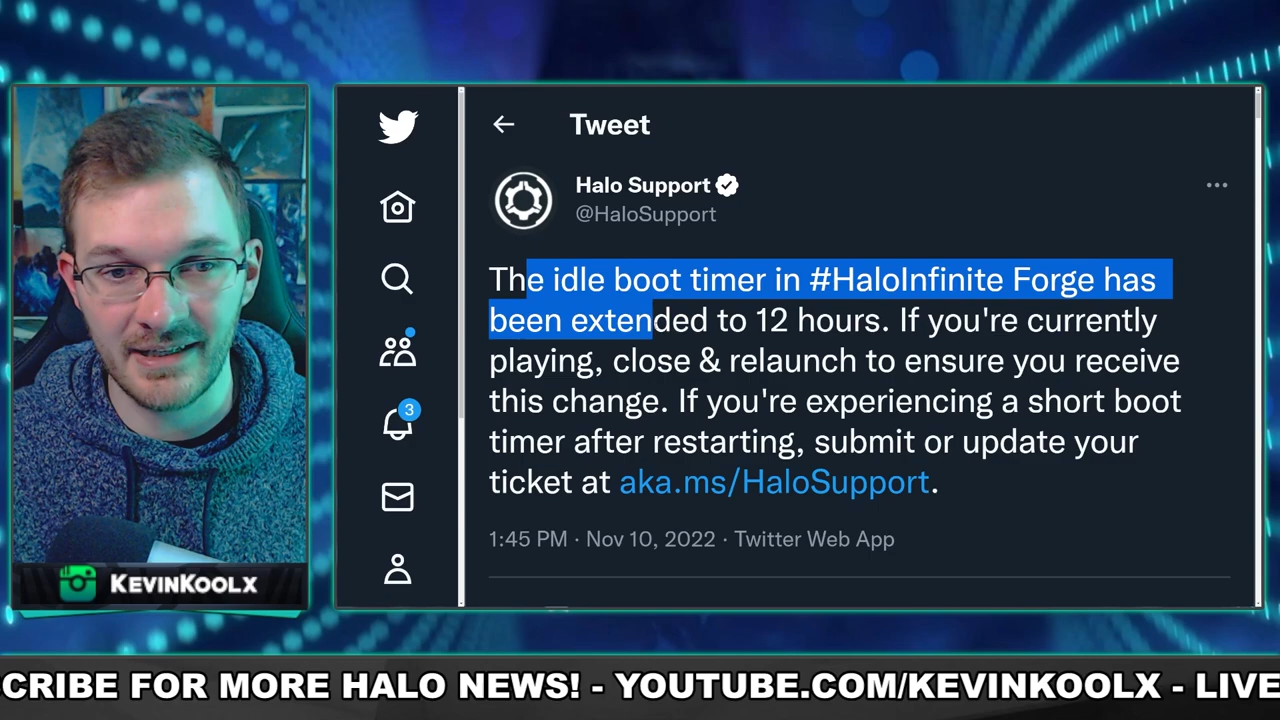 Tweet
Halo Support
@HaloSupport
The idle boot timer in #HaloInfinite Forge has
been extended to 12 hours. If you're currently
playing, close & relaunch to ensure you receive
this change. If you're experiencing a short boot
timer after restarting, submit or update your
ticket at aka.ms/HaloSupport.
1:45 PM · Nov 10, 2022 · Twitter Web App
3
KEVINKOOLX
CRIBE FOR MORE HALO NEWS! - YOUTUBE.COM/KEVINKOOLX - LIVE